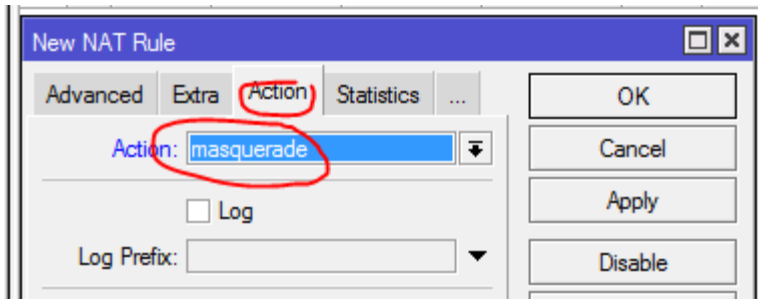 New NAT Rule
Advanced Extra Action Statistics ... OK
Action: masquerade Cancel
Log Apply
Log Prefix: Disable